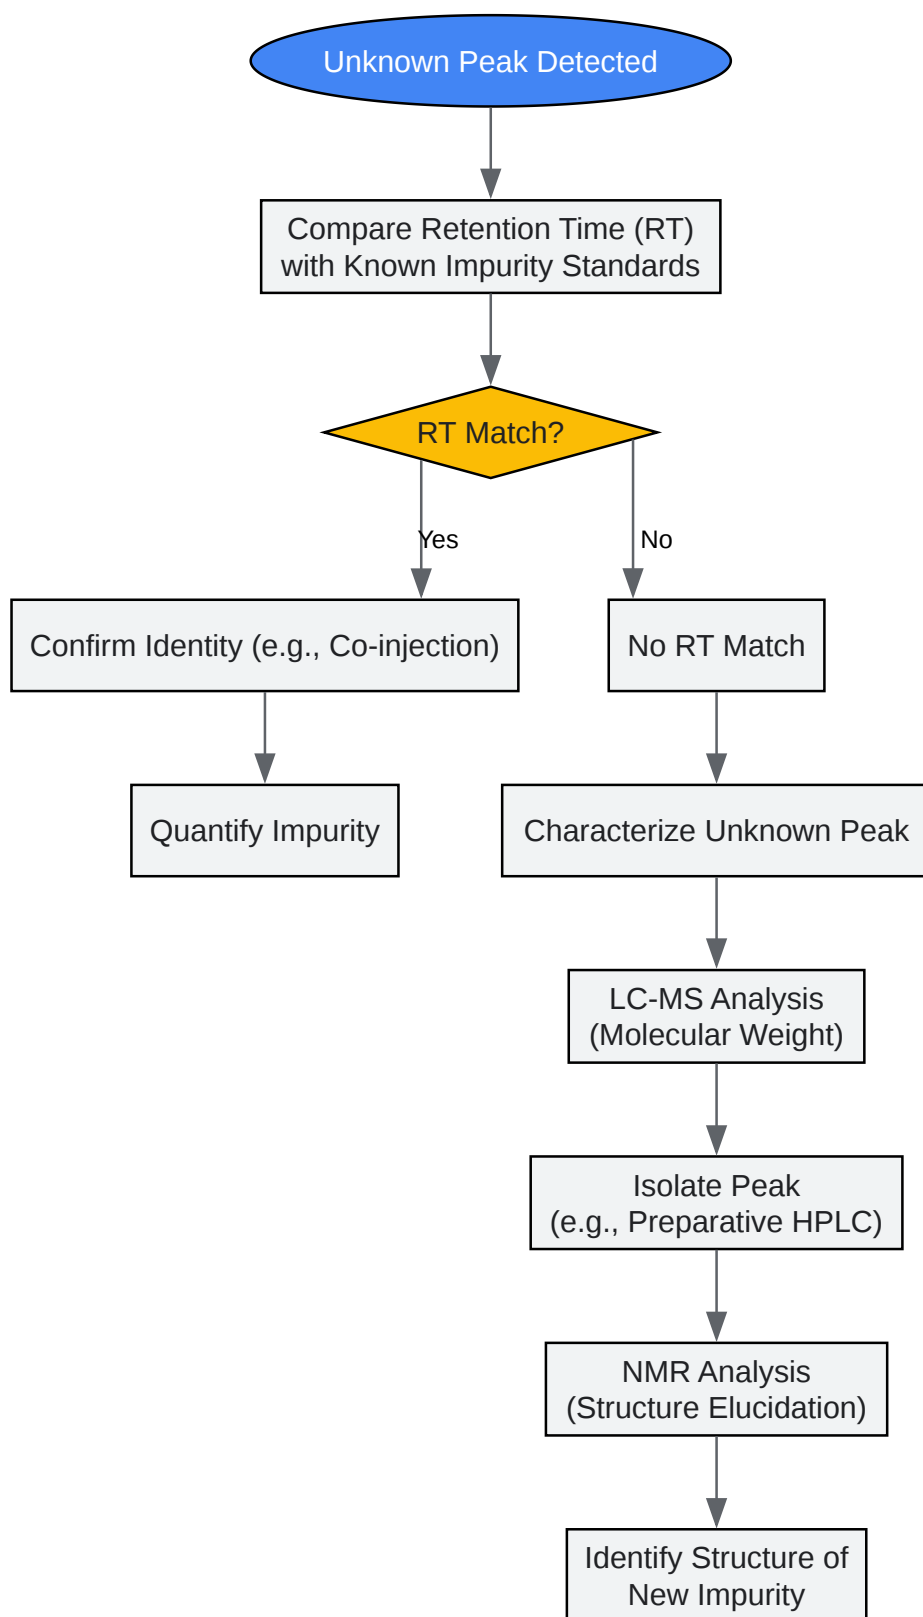 Unknown Peak Detected
Compare Retention Time (RT)
with Known Impurity Standards
RT Match?
Yes
No
Confirm Identity (e.g., Co-injection)
No RT Match
Quantify Impurity
Characterize Unknown Peak
LC-MS Analysis
(Molecular Weight)
Isolate Peak
(e.g., Preparative HPLC)
NMR Analysis
(Structure Elucidation)
Identify Structure of
New Impurity